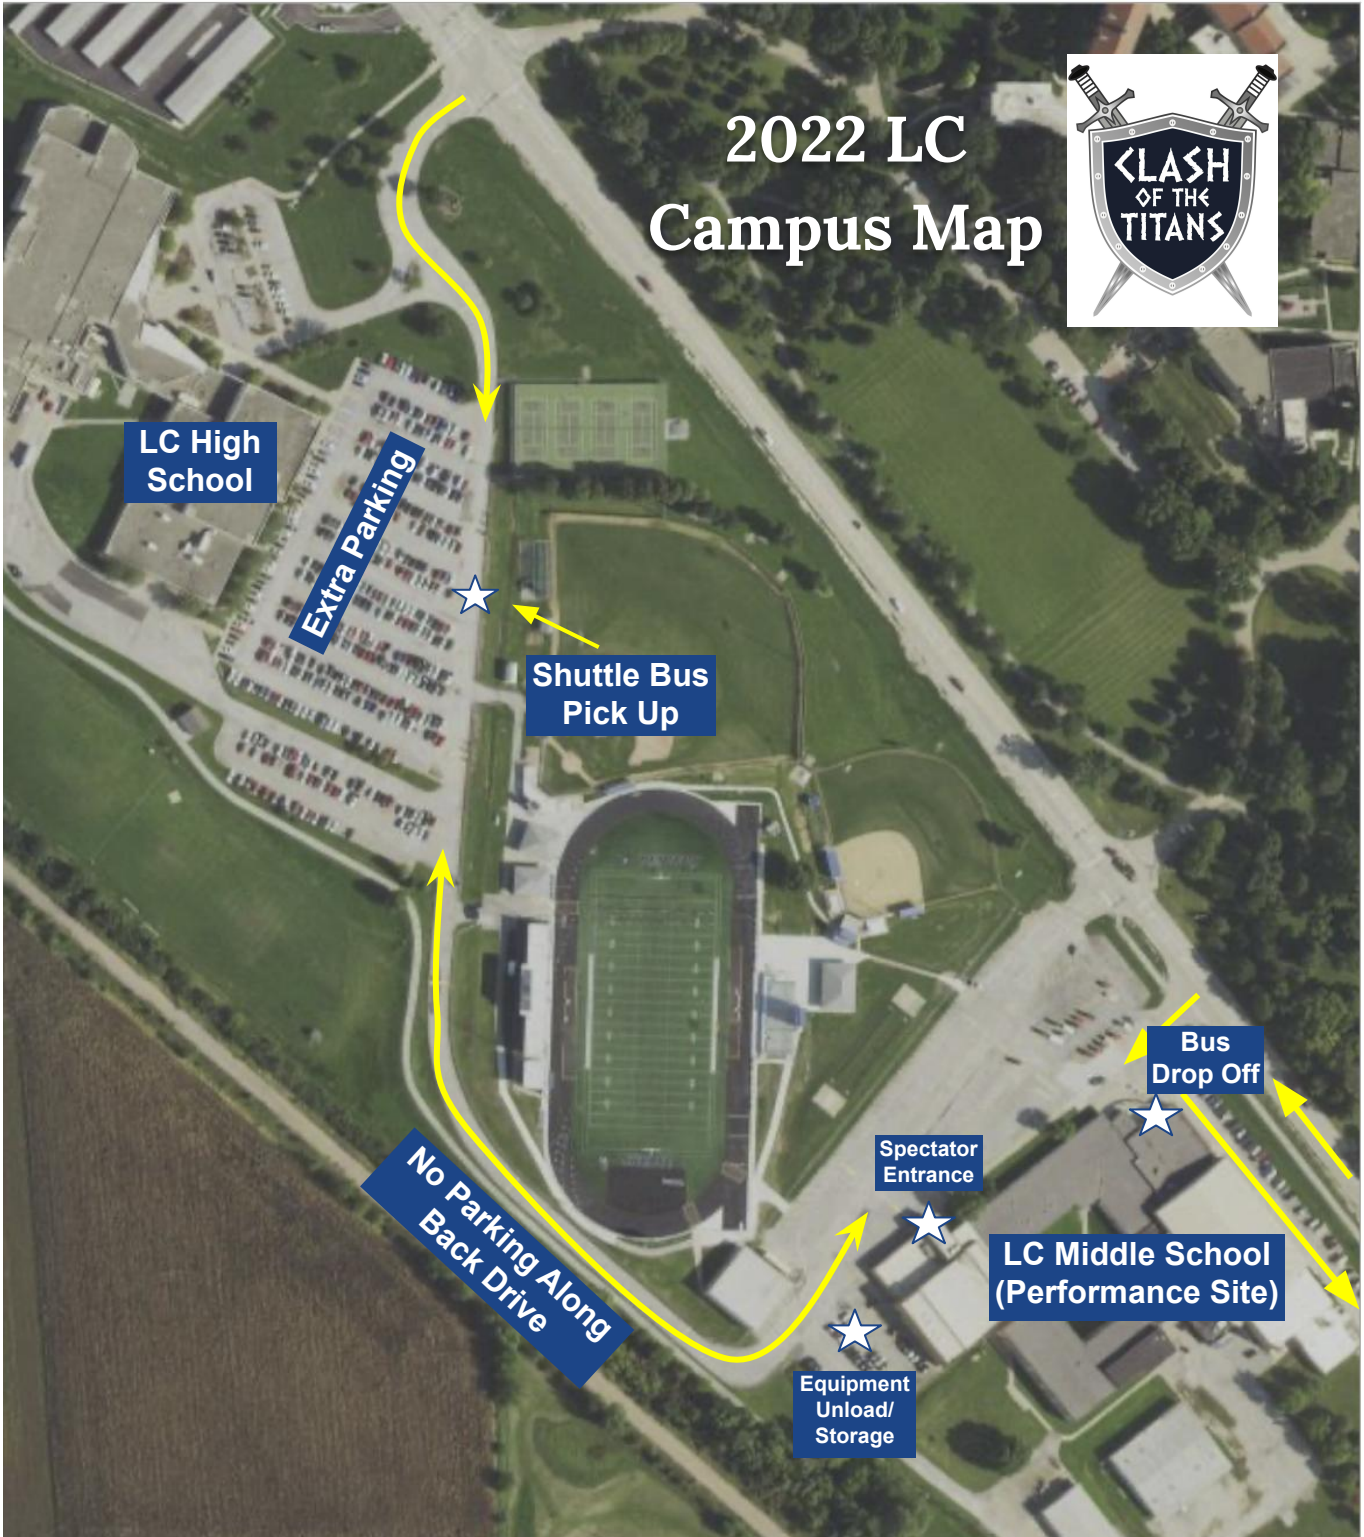 2022 LC
Campus Map
CLASH
OF THE
TITANS
LC High
School
Extra Parking
Shuttle Bus
Pick Up
Bus
Drop Off
Spectator
Entrance
LC Middle School
(Performance Site)
No Parking Along
Back Drive
Equipment
Unload/
Storage